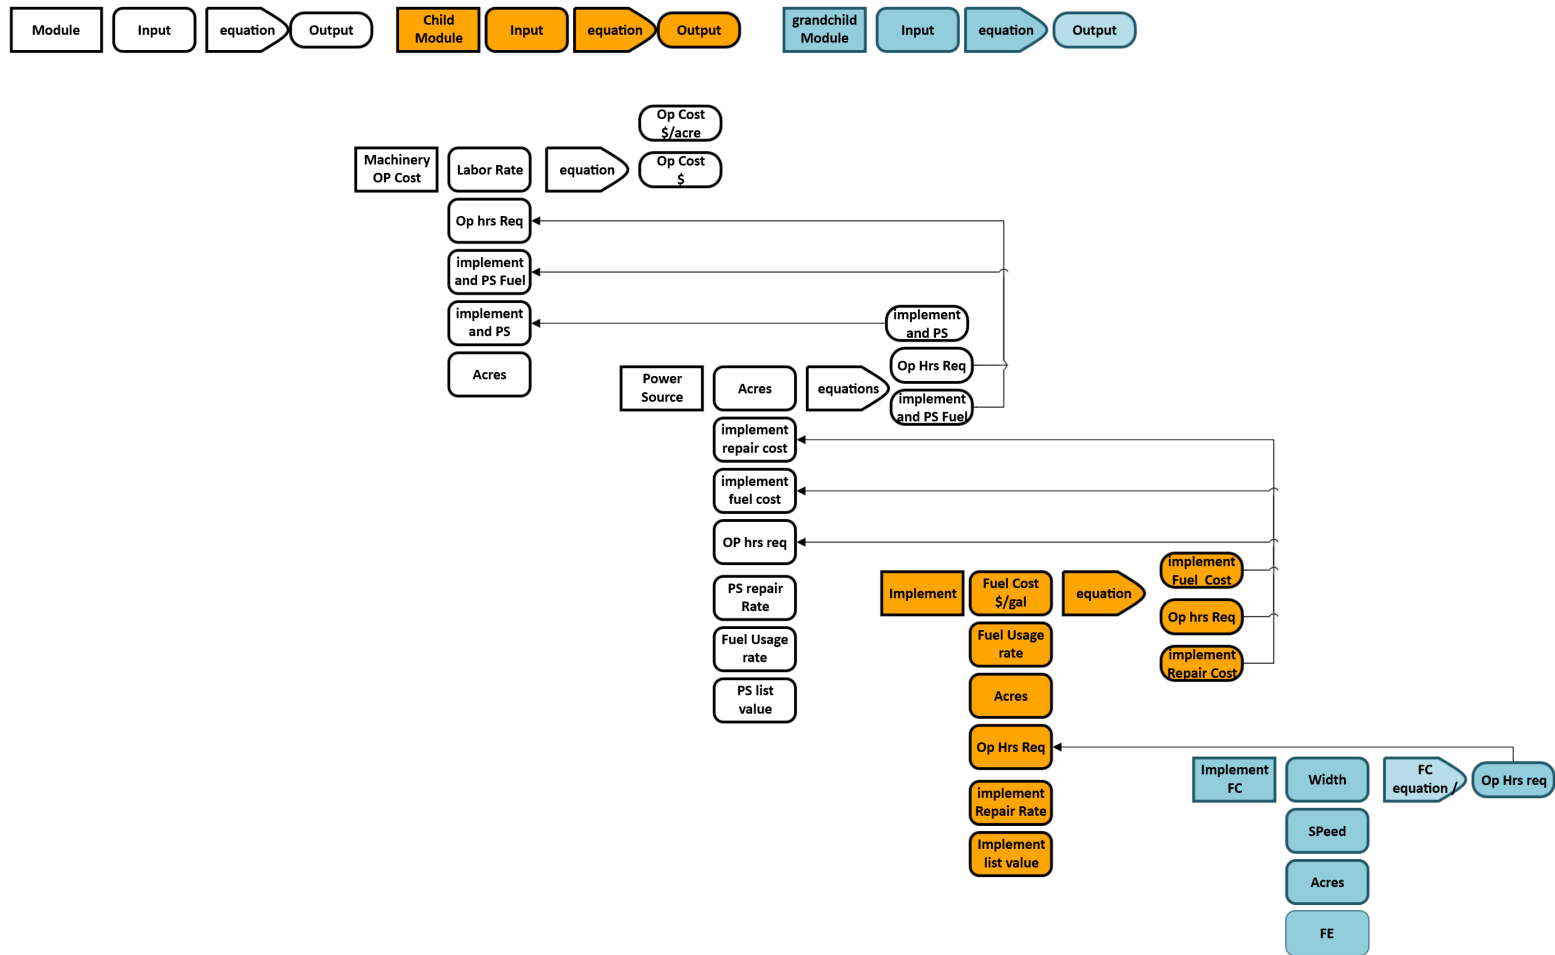 Module
Input
equation
Output
Child
Module
Input
equation
Output
grandchild
Module
Input
equation
Output
Op Cost
$/acre
Machinery
OP Cost
Labor Rate
equation
Op Cost
$
Op hrs Req
implement
and PS Fuel
implement
and PS
Acres
implement
and PS
Op Hrs Req
implement
and PS Fuel
Power
Source
Acres
equations
implement
repair cost
implement
fuel cost
OP hrs req
PS repair
Rate
Fuel Usage
rate
PS list
value
Implement
Fuel Cost
$/gal
equation
implement
Fuel Cost
Op hrs Req
implement
Repair Cost
Fuel Usage
rate
Acres
Op Hrs Req
implement
Repair Rate
Implement
list value
Implement
FC
Width
FC
equation /
Op Hrs req
SPeed
Acres
FE